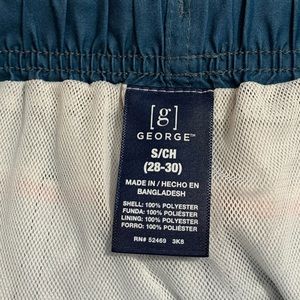 [g]
GEORGE™
S/CH
(28-30)
MADE IN / HECHO EN
BANGLADESH
SHELL: 100% POLYESTER
FUNDA: 100% POLIÉSTER
LINING: 100% POLYESTER
FORRO: 100% POLIÉSTER
RN# 52469 3K8